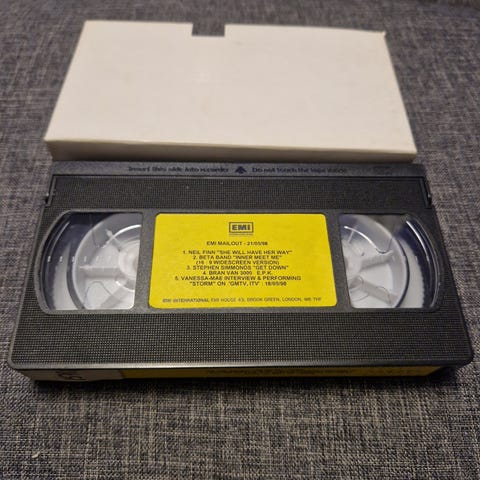 Insert this side into recorder Do not touch the tape inside
EMI
EMI MAILOUT - 21/05/98
1. NEIL FINN "SHE WILL HAVE HER WAY"
2. BETA BAND "INNER MEET ME"
(16 : 9 WIDESCREEN VERSION)
3. STEPHEN SIMMONDS "GET DOWN"
4. BRAN VAN 3000 E.P.K.
5. VANESSA-MAE INTERVIEW & PERFORMING
"STORM" ON "GMTV, ITV" : 18/05/98
EMI INTERNATIONAL EMI HOUSE 43, BROOK GREEN, LONDON, W6 7HF